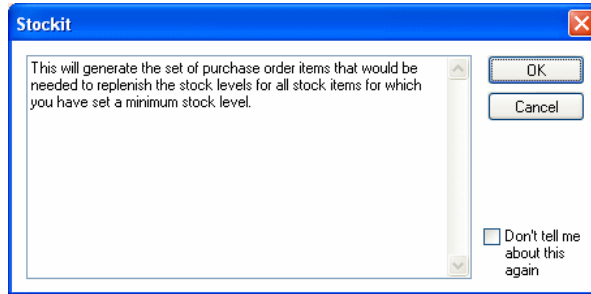 Stockit
This will generate the set of purchase order items that would be
needed to replenish the stock levels for all stock items for which
you have set a minimum stock level.
OK
Cancel
Don't tell me
about this
again